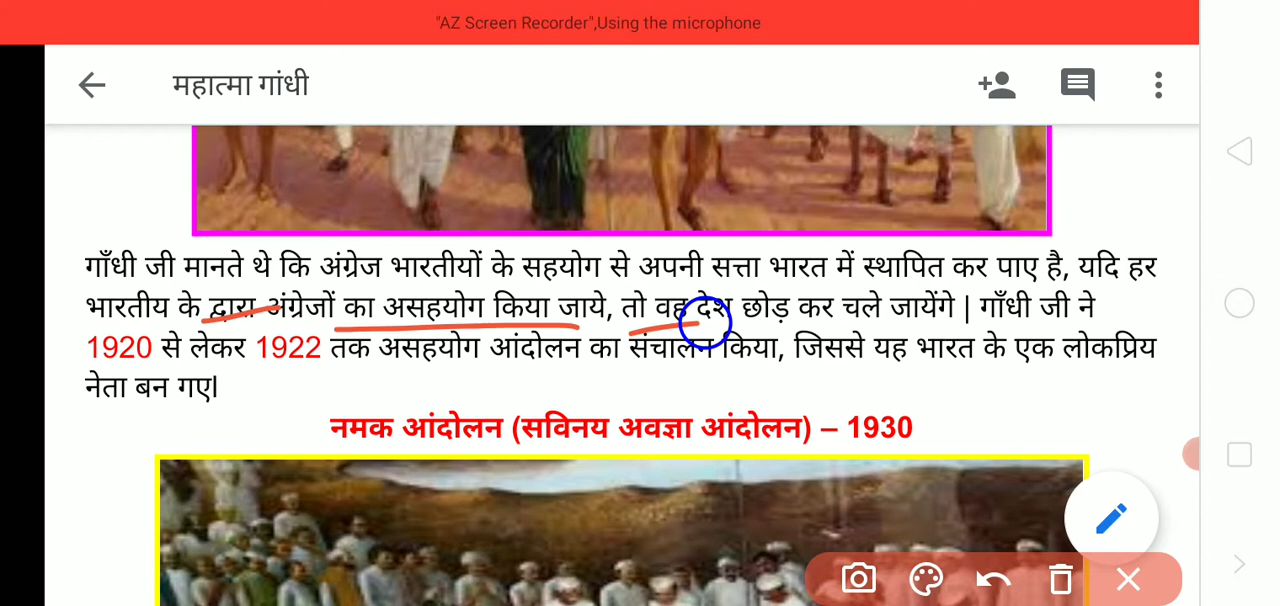 "AZ Screen Recorder",Using the microphone
महात्मा गांधी
गाँधी जी मानते थे कि अंग्रेज भारतीयों के सहयोग से अपनी सत्ता भारत में स्थापित कर पाए है, यदि हर
भारतीय के द्वारा अंग्रेजों का असहयोग किया जाये, तो वह देश छोड़ कर चले जायेंगे | गाँधी जी ने
1920 से लेकर 1922 तक असहयोग आंदोलन का संचालन किया, जिससे यह भारत के एक लोकप्रिय
नेता बन गए।
नमक आंदोलन (सविनय अवज्ञा आंदोलन) – 1930